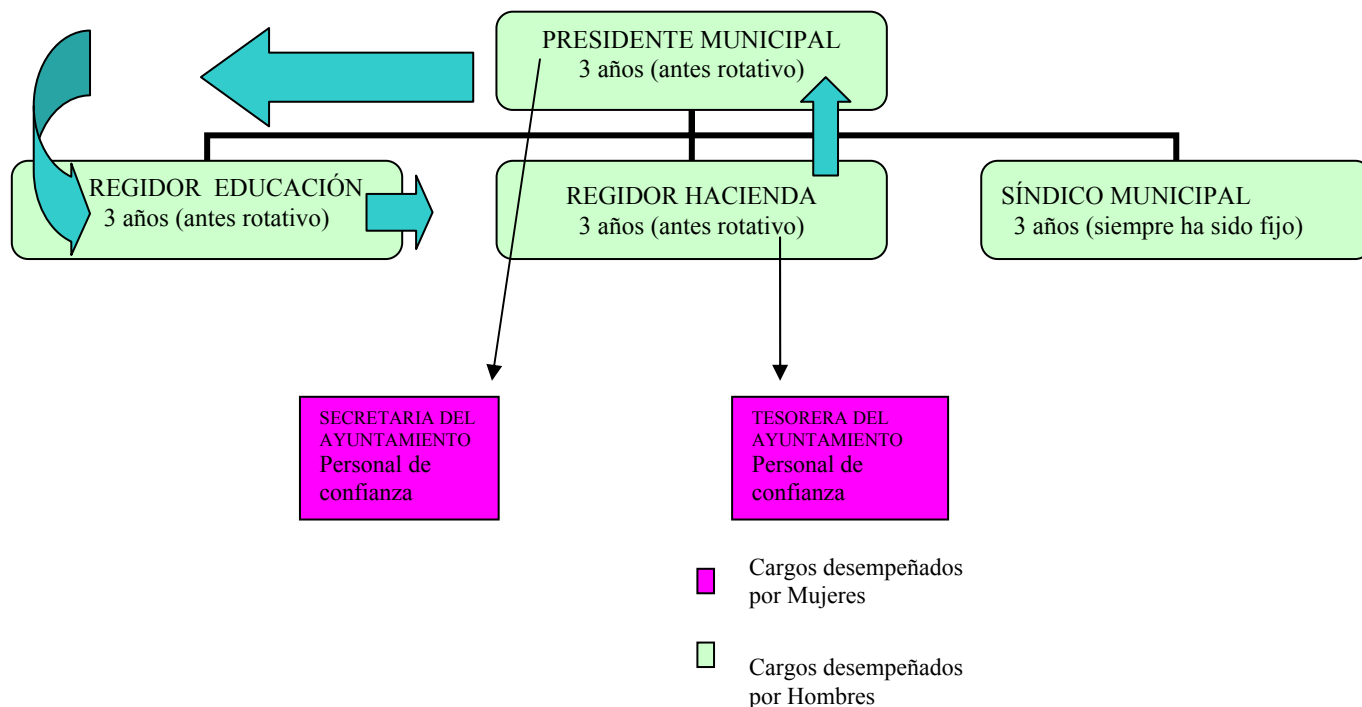 PRESIDENTE MUNICIPAL
3 años (antes rotativo)
REGIDOR EDUCACIÓN
3 años (antes rotativo)
REGIDOR HACIENDA
3 años (antes rotativo)
SÍNDICO MUNICIPAL
3 años (siempre ha sido fijo)
SECRETARIA DEL
AYUNTAMIENTO
Personal de
confianza
TESORERA DEL
AYUNTAMIENTO
Personal de
confianza
Cargos desempeñados
por Mujeres
Cargos desempeñados
por Hombres